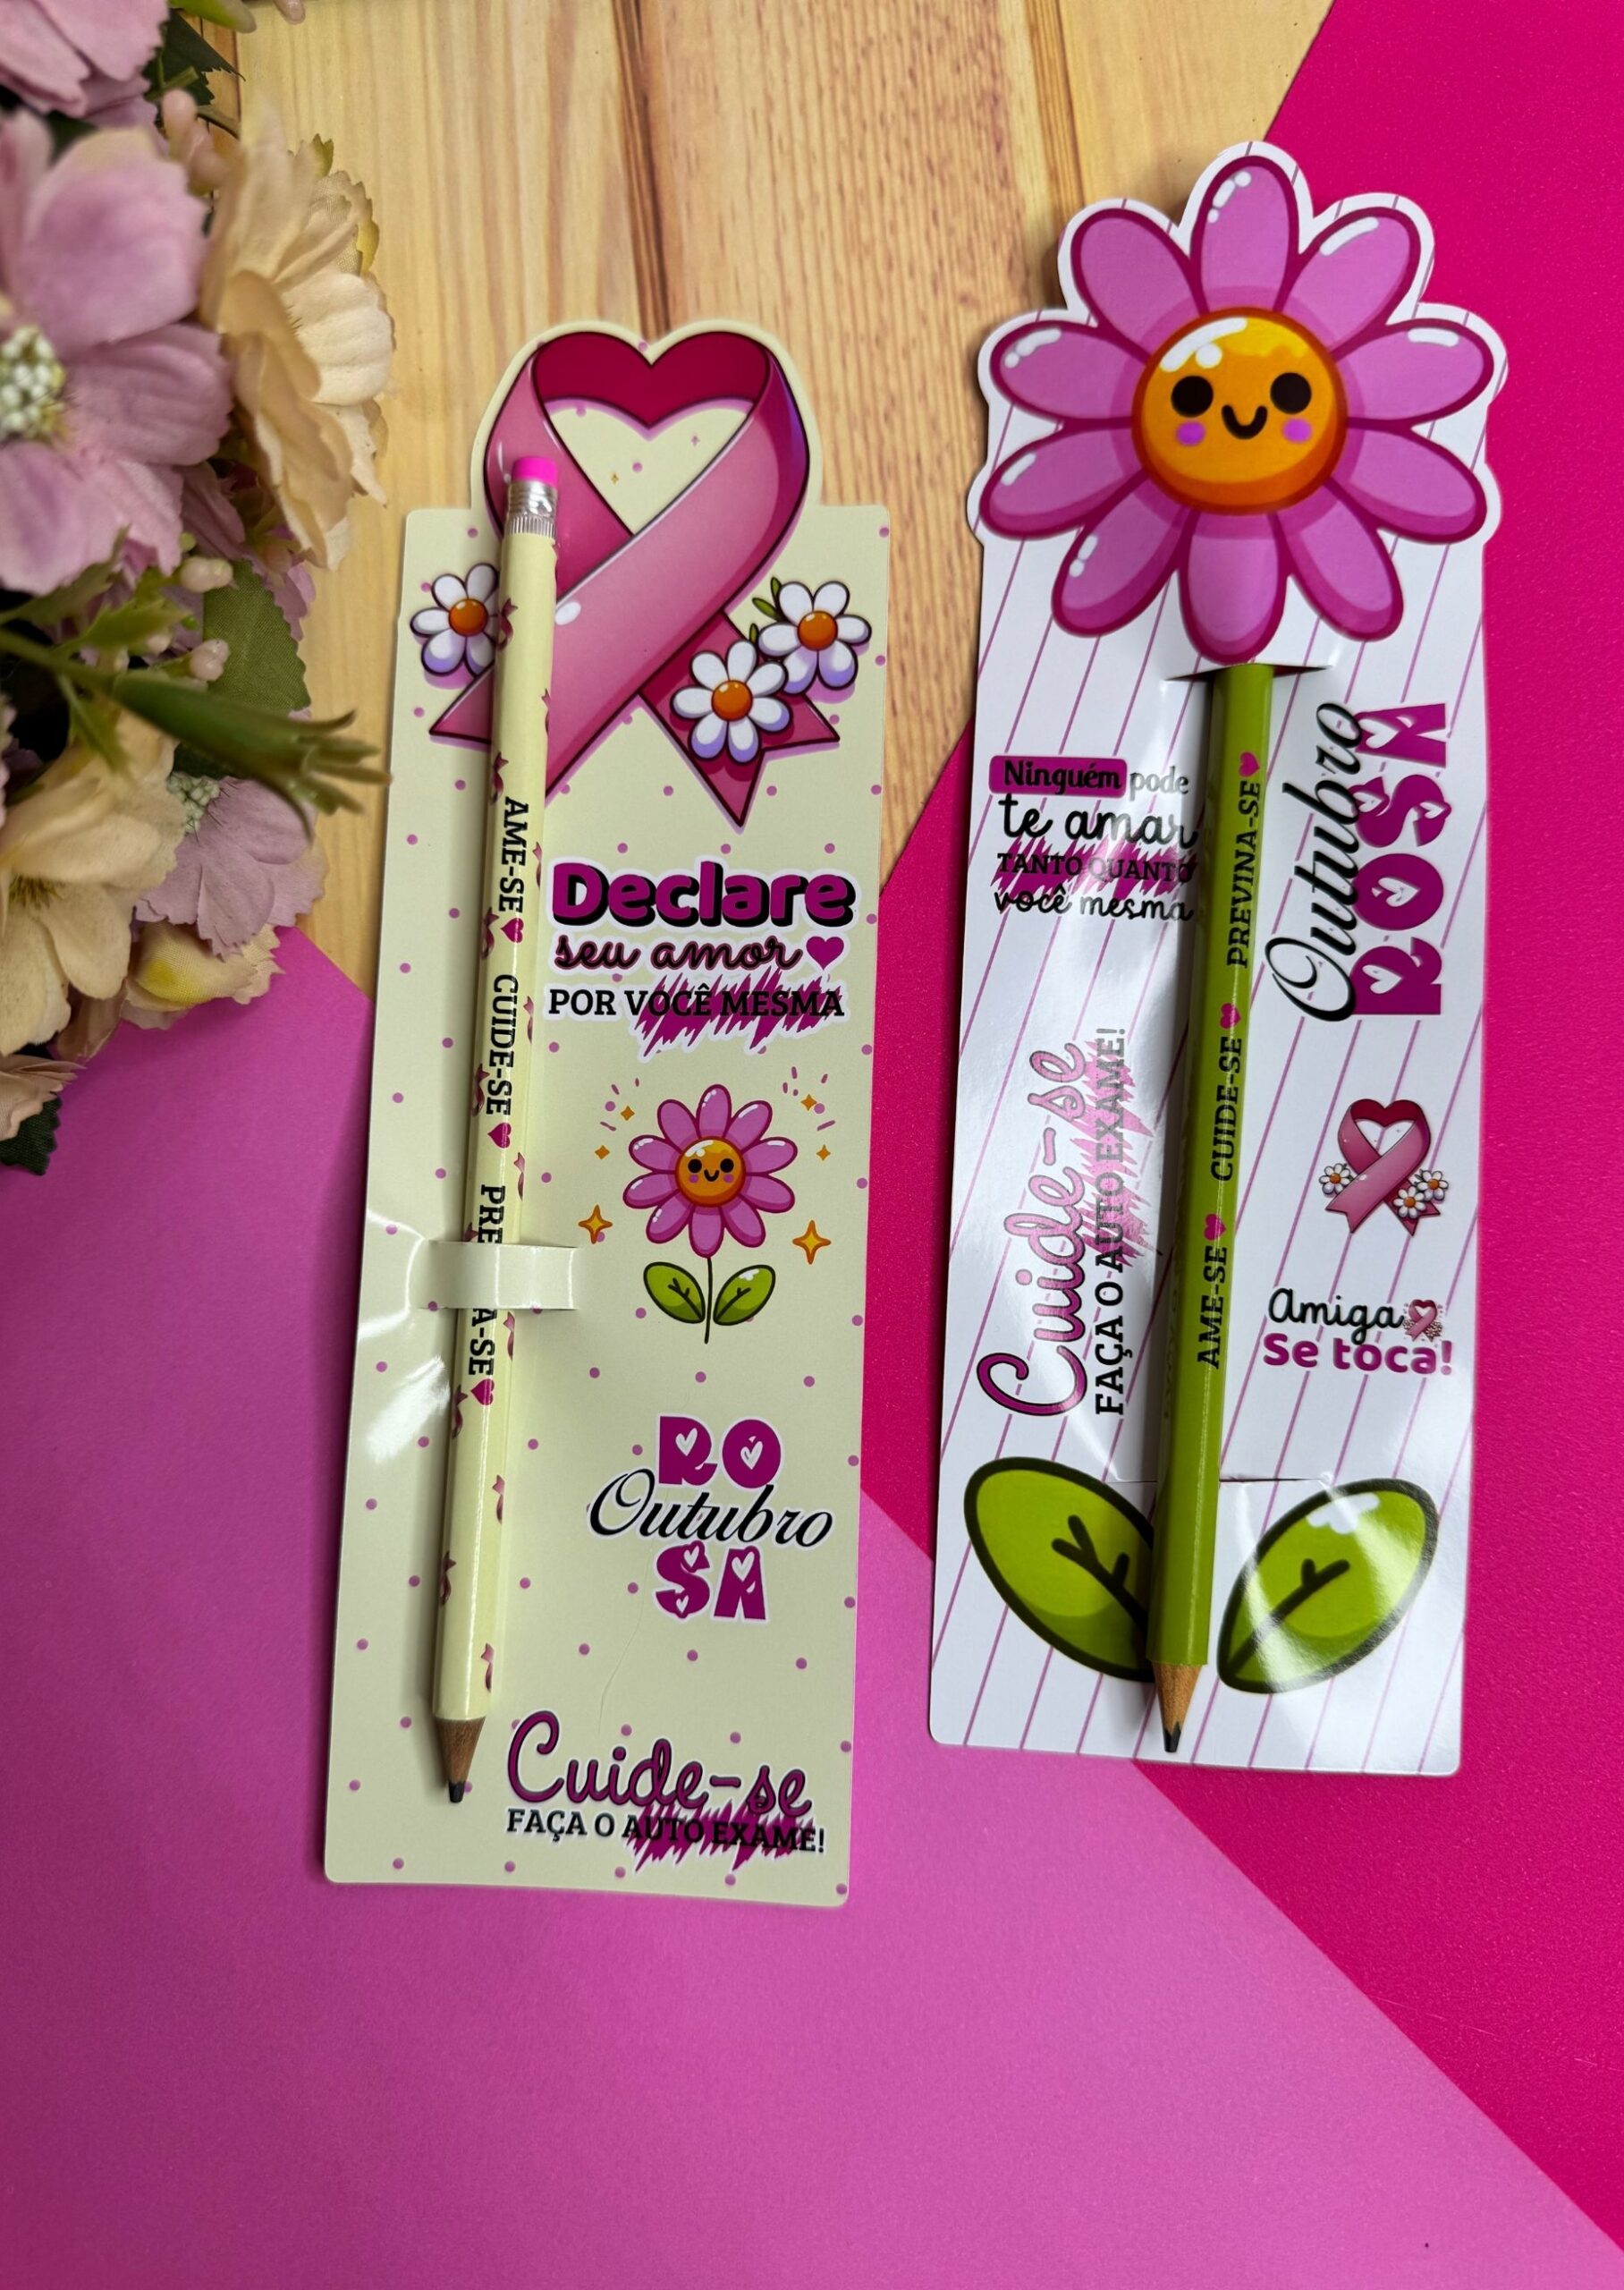 AME-SE CUIDE-SE PRE A-SE
Declare
seu amor
POR VOCÊ MESMA
RO
Outubro
SA
Cuide-se
FAÇA O AUTO EXAME!
Ninguém pode
te amar
TANTO QUANTO
você mesma
Cuide-se
FAÇA O AUTO EXAME!
AME-SE CUIDE-SE PREVINA-SE
Outubro
ROSA
Amiga
Se toca!